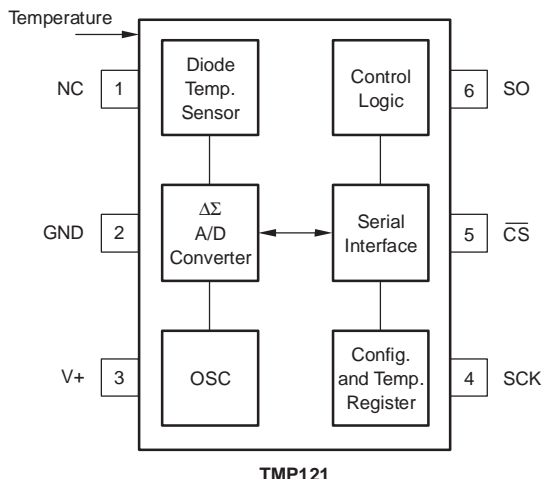 Temperature
NC 1
Diode
Temp.
Sensor
Control
Logic
6 SO
GND 2
ΔΣ
A/D
Converter
Serial
Interface
5 C̅S̅
V+ 3
OSC
Config.
and Temp.
Register
4 SCK
TMP121